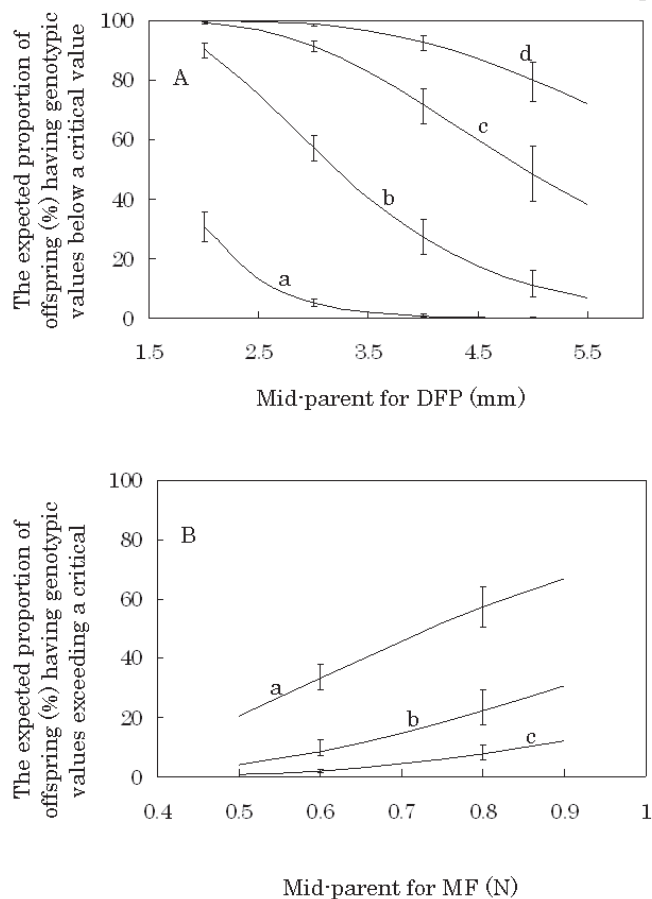 The expected proportion of
offspring (%) having genotypic
values below a critical value
100
80
60
40
20
0
A
a
b
c
d
1.5 2.5 3.5 4.5 5.5
Mid-parent for DFP (mm)
The expected proportion of
offspring (%) having genotypic
values exceeding a critical
100
80
60
40
20
0
B
a
b
c
0.4 0.5 0.6 0.7 0.8 0.9 1
Mid-parent for MF (N)